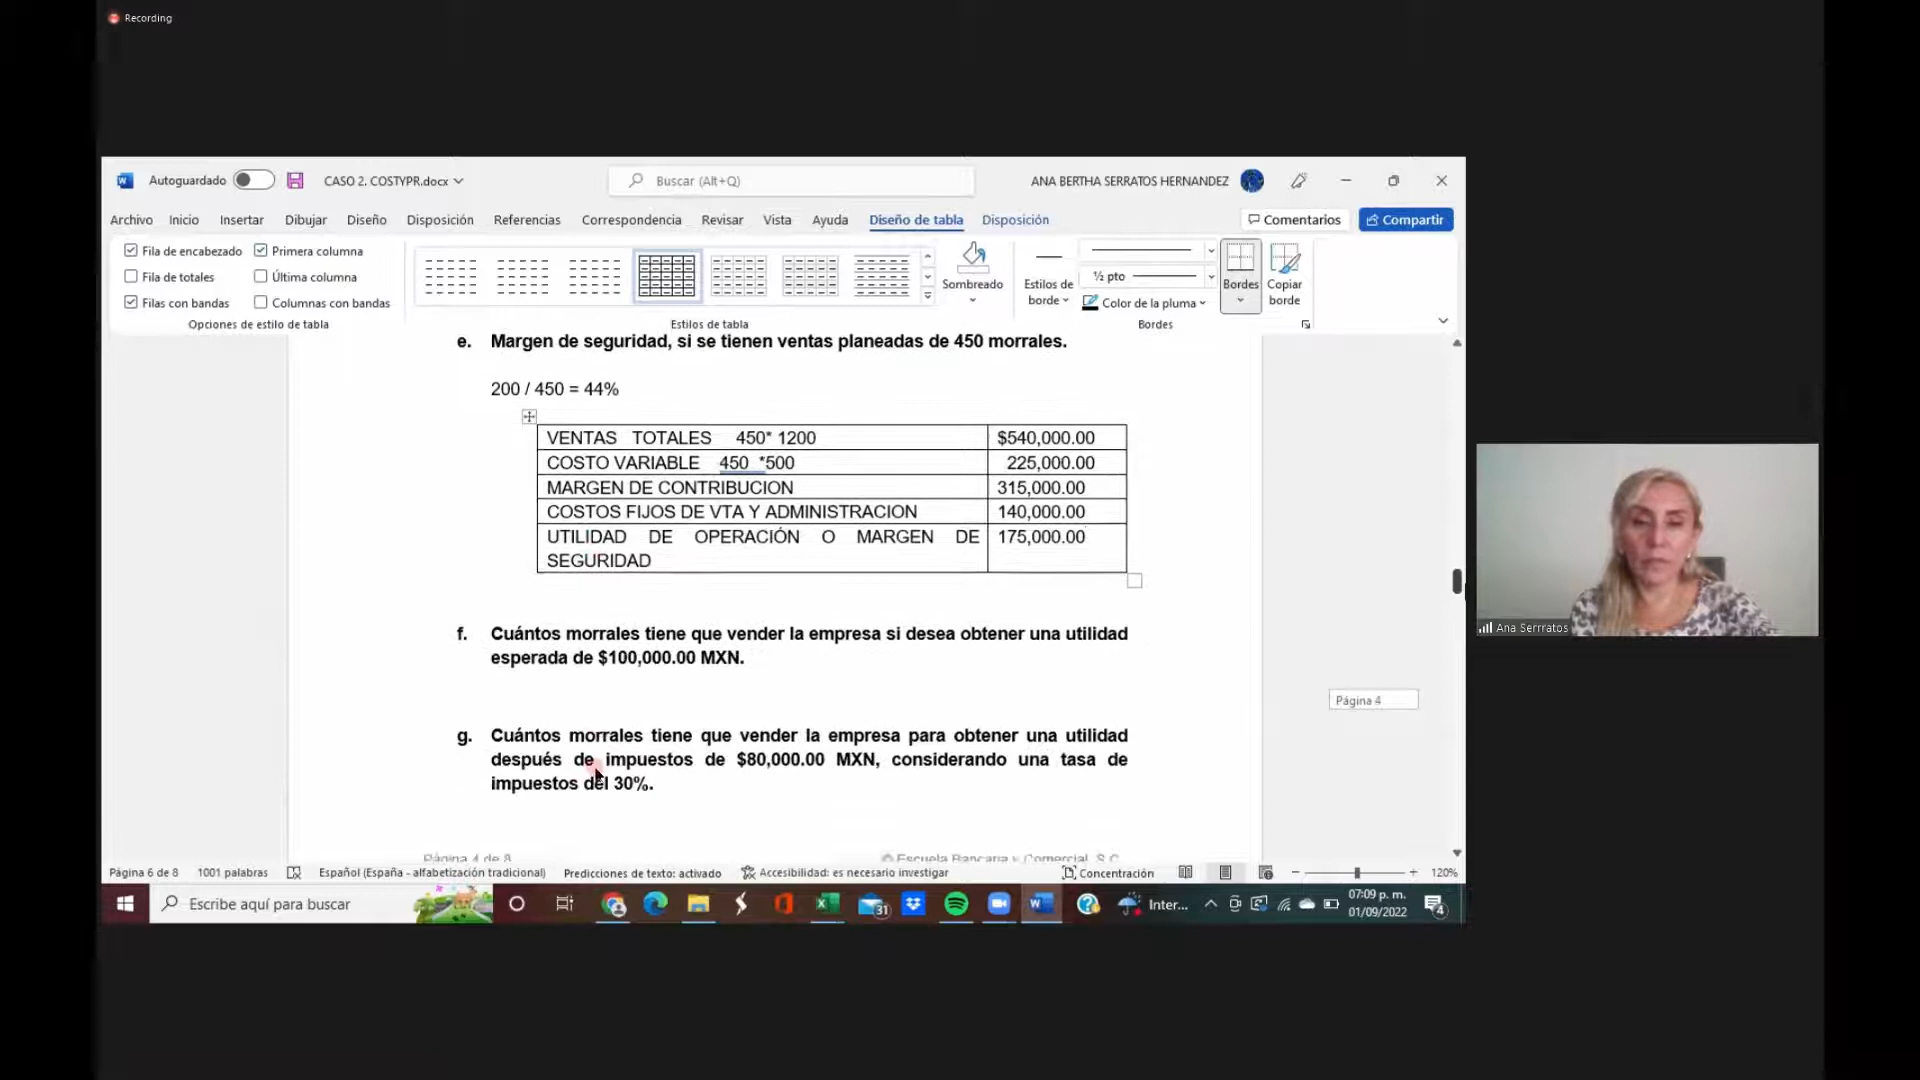 Recording
Autoguardado
CASO 2. COSTYPR.docx
Buscar (Alt+Q)
ANA BERTHA SERRATOS HERNANDEZ
Archivo Inicio Insertar Dibujar Diseño Disposición Referencias Correspondencia Revisar Vista Ayuda Diseño de tabla Disposición
Comentarios
Compartir
Fila de encabezado Primera columna
Fila de totales Última columna
Filas con bandas Columnas con bandas
Opciones de estilo de tabla
Estilos de tabla
Sombreado
Estilos de borde
½ pto
Color de la pluma
Bordes
Copiar borde
Bordes
e. Margen de seguridad, si se tienen ventas planeadas de 450 morrales.
200 / 450 = 44%
VENTAS TOTALES 450* 1200 $540,000.00
COSTO VARIABLE 450 *500 225,000.00
MARGEN DE CONTRIBUCION 315,000.00
COSTOS FIJOS DE VTA Y ADMINISTRACION 140,000.00
UTILIDAD DE OPERACIÓN O MARGEN DE 175,000.00
SEGURIDAD
f. Cuántos morrales tiene que vender la empresa si desea obtener una utilidad
esperada de $100,000.00 MXN.
Página 4
g. Cuántos morrales tiene que vender la empresa para obtener una utilidad
después de impuestos de $80,000.00 MXN, considerando una tasa de
impuestos del 30%.
Página 4 de 8
Escuela Bancaria y Comercial, S.C.
Página 6 de 8 1001 palabras Español (España - alfabetización tradicional) Predicciones de texto: activado Accesibilidad: es necesario investigar Concentración 120%
Escribe aquí para buscar
31
Inter...
07:09 p. m.
01/09/2022
4
Ana Serrratos